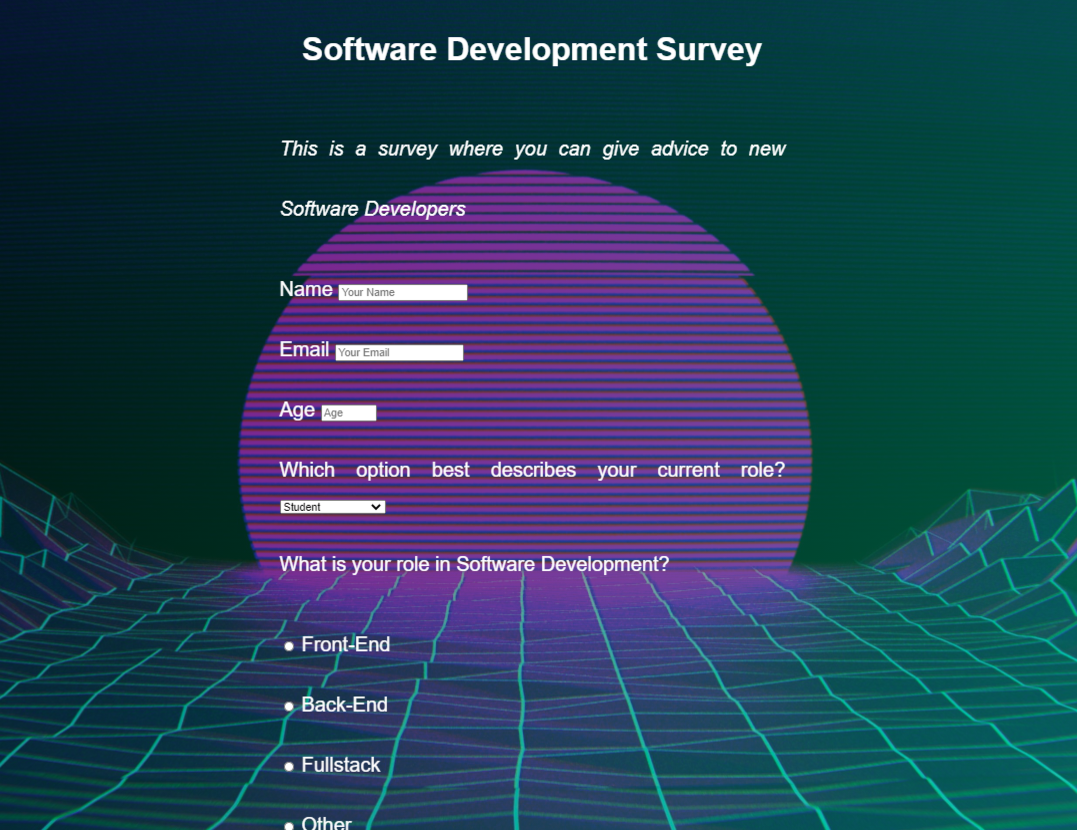 Software Development Survey
This is a survey where you can give advice to new
Software Developers
Name Your Name
Email Your Email
Age Age
Which option best describes your current role?
Student
What is your role in Software Development?
Front-End
Back-End
Fullstack
Other